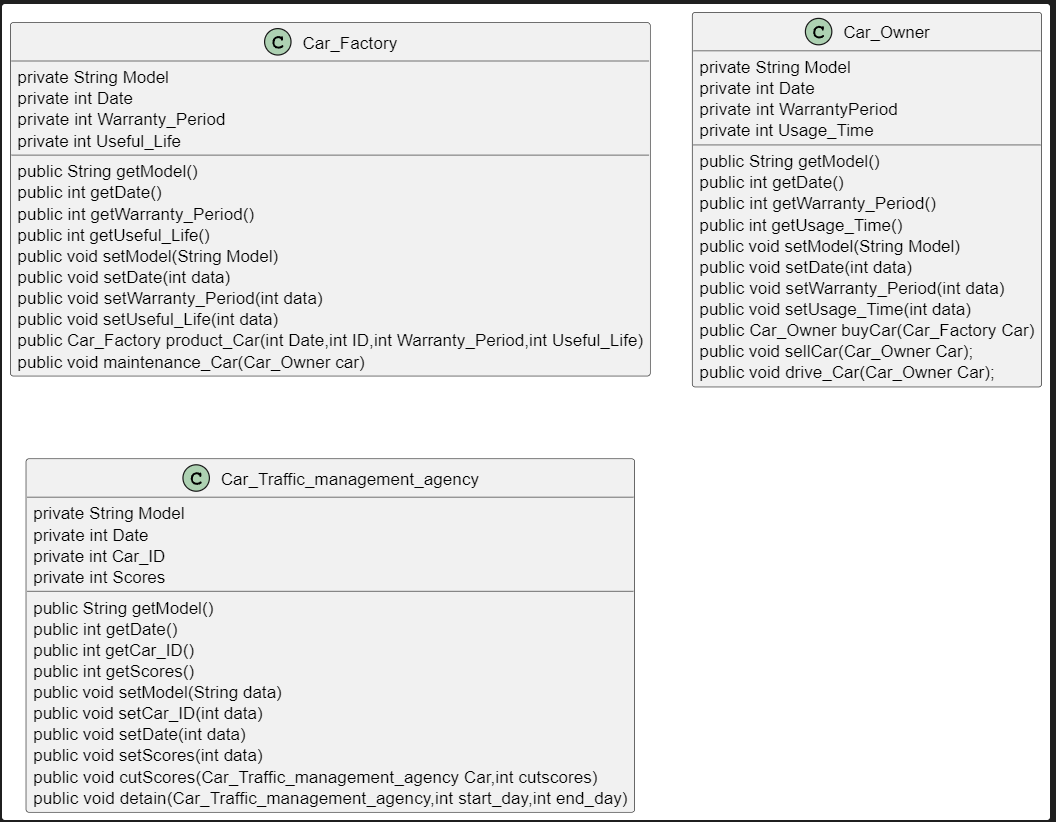 C Car_Factory
private String Model
private int Date
private int Warranty_Period
private int Useful_Life
public String getModel()
public int getDate()
public int getWarranty_Period()
public int getUseful_Life()
public void setModel(String Model)
public void setDate(int data)
public void setWarranty_Period(int data)
public void setUseful_Life(int data)
public Car_Factory product_Car(int Date,int ID,int Warranty_Period,int Useful_Life)
public void maintenance_Car(Car_Owner car)
C Car_Owner
private String Model
private int Date
private int WarrantyPeriod
private int Usage_Time
public String getModel()
public int getDate()
public int getWarranty_Period()
public int getUsage_Time()
public void setModel(String Model)
public void setDate(int data)
public void setWarranty_Period(int data)
public void setUsage_Time(int data)
public Car_Owner buyCar(Car_Factory Car)
public void sellCar(Car_Owner Car);
public void drive_Car(Car_Owner Car);
C Car_Traffic_management_agency
private String Model
private int Date
private int Car_ID
private int Scores
public String getModel()
public int getDate()
public int getCar_ID()
public int getScores()
public void setModel(String data)
public void setCar_ID(int data)
public void setDate(int data)
public void setScores(int data)
public void cutScores(Car_Traffic_management_agency Car,int cutscores)
public void detain(Car_Traffic_management_agency,int start_day,int end_day)